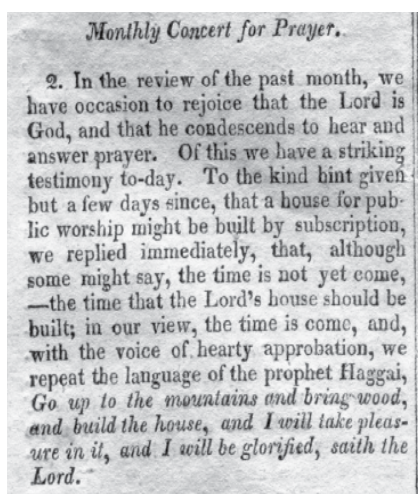 Monthly Concert for Prayer.
2. In the review of the past month, we
have occasion to rejoice that the Lord is
God, and that he condescends to hear and
answer prayer. Of this we have a striking
testimony to-day. To the kind hint given
but a few days since, that a house for pub-
lic worship might be built by subscription,
we replied immediately, that, although
some might say, the time is not yet come,
—the time that the Lord's house should be
built; in our view, the time is come, and,
with the voice of hearty approbation, we
repeat the language of the prophet Haggai,
Go up to the mountains and bring wood,
and build the house, and I will take pleas-
ure in it, and I will be glorified, saith the
Lord.